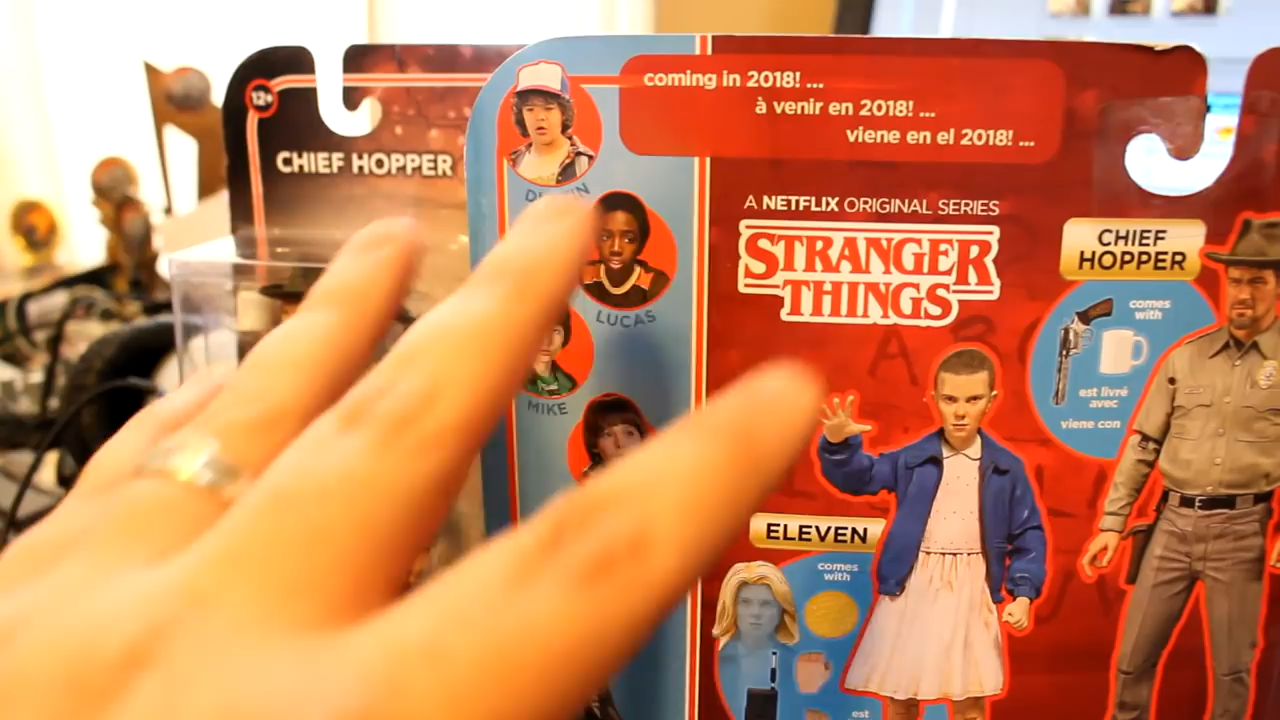 12+
CHIEF HOPPER
coming in 2018! ...
à venir en 2018! ...
viene en el 2018! ...
LUCAS
MIKE
A NETFLIX ORIGINAL SERIES
STRANGER
THINGS
CHIEF
HOPPER
comes
with
est livré
avec
viene con
ELEVEN
comes
with
est